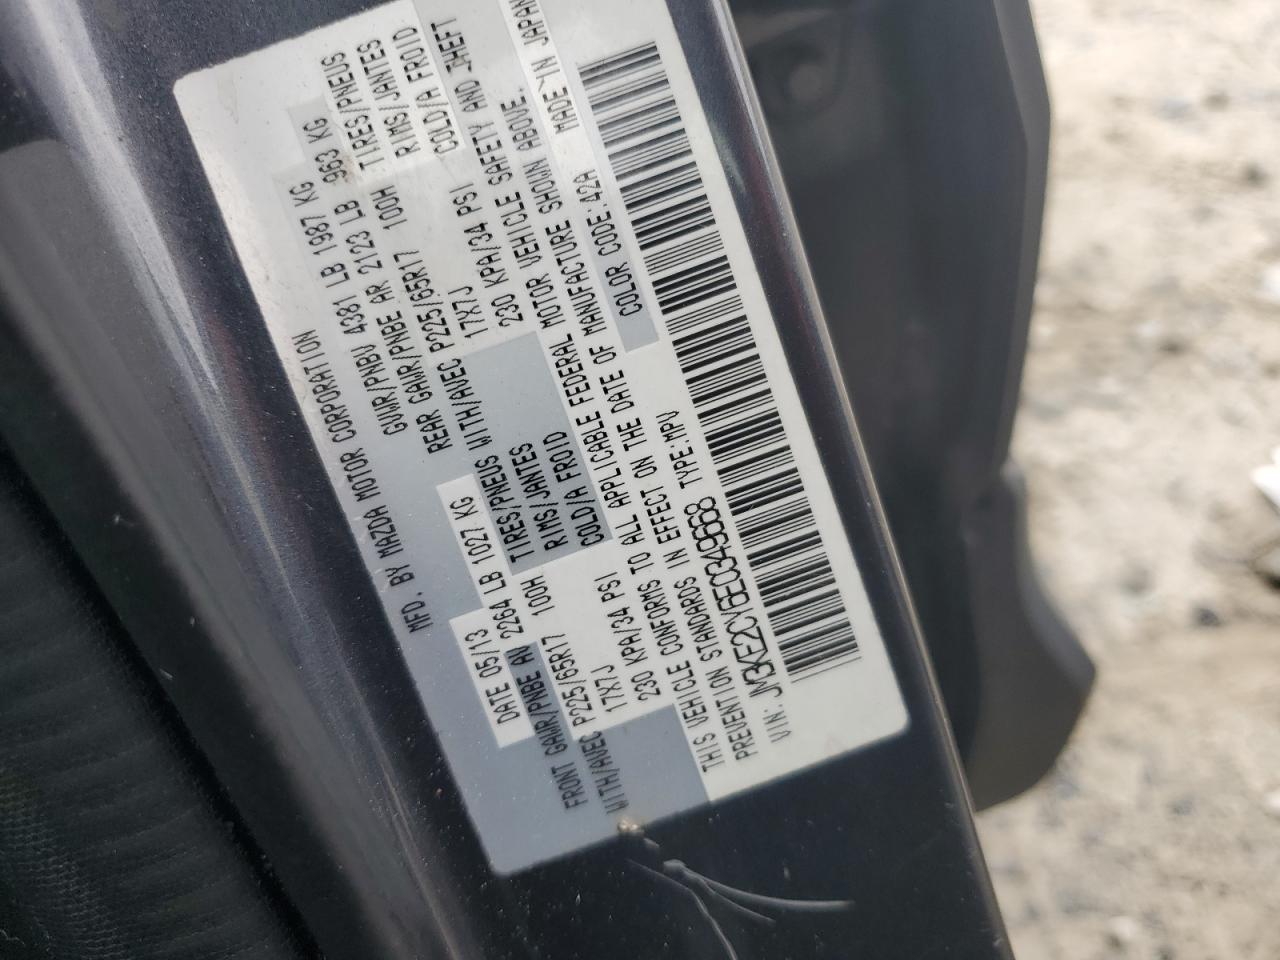 MFD. BY MAZDA MOTOR CORPORATION
DATE 05/13 GVWR/PNBV 4381 LB 1987 KG
FRONT GAWR/PNBE AV 2264 LB 1027 KG REAR GAWR/PNBE AR 2123 LB 963 KG
WITH/AVEC P225/65R17 100H TIRES/PNEUS WITH/AVEC P225/65R17 100H TIRES/PNEUS
17X7J RIMS/JANTES 17X7J RIMS/JANTES
230 KPA/34 PSI COLD/A FROID 230 KPA/34 PSI COLD/A FROID
THIS VEHICLE CONFORMS TO ALL APPLICABLE FEDERAL MOTOR VEHICLE SAFETY AND THEFT
PREVENTION STANDARDS IN EFFECT ON THE DATE OF MANUFACTURE SHOWN ABOVE.
VIN: JM3KE2CY6E0349558 TYPE:MPV COLOR CODE:42A MADE IN JAPAN